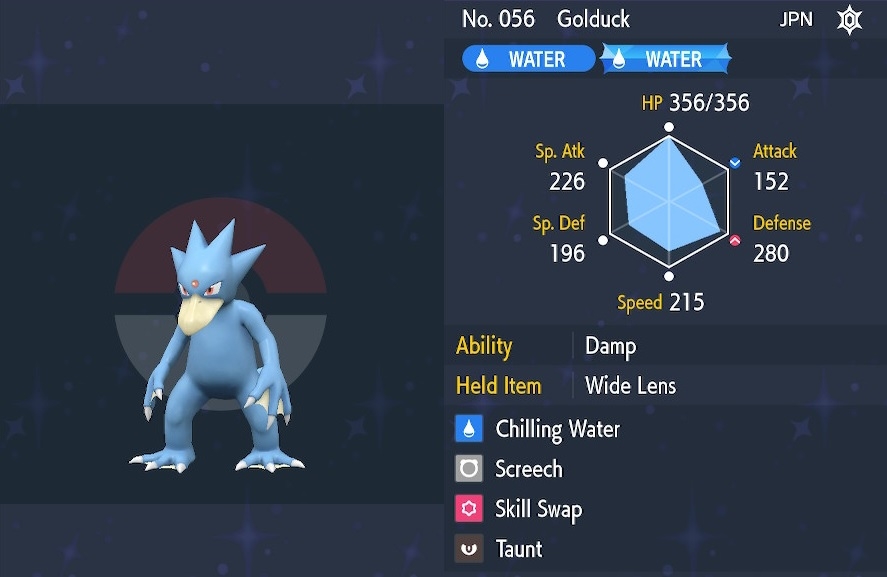 No. 056 Golduck JPN
WATER WATER
HP 356/356
Sp. Atk Attack
226 152
Sp. Def Defense
196 280
Speed 215
Ability Damp
Held Item Wide Lens
Chilling Water
Screech
Skill Swap
Taunt